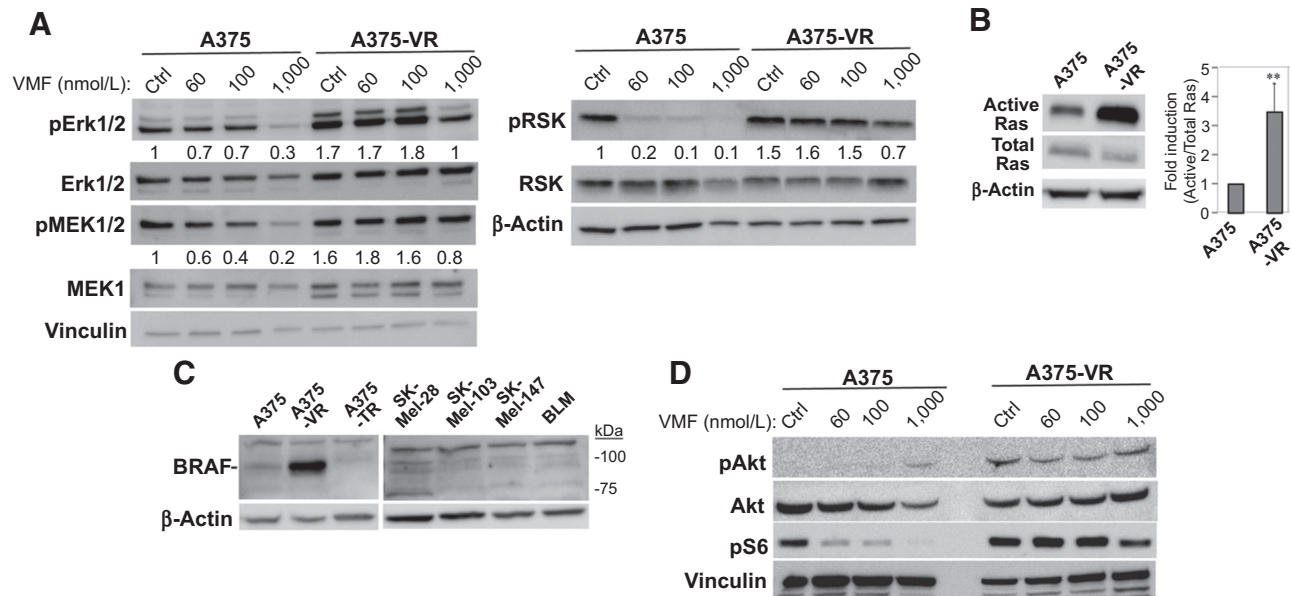 A
A375 A375-VR
VMF (nmol/L): Ctrl 60 100 1,000 Ctrl 60 100 1,000
pErk1/2
1 0.7 0.7 0.3 1.7 1.7 1.8 1
Erk1/2
pMEK1/2
1 0.6 0.4 0.2 1.6 1.8 1.6 0.8
MEK1
Vinculin
A375 A375-VR
Ctrl 60 100 1,000 Ctrl 60 100 1,000
pRSK
1 0.2 0.1 0.1 1.5 1.6 1.5 0.7
RSK
β-Actin
B
A375 A375
-VR
Active
Ras
Total
Ras
β-Actin
Fold induction
(Active/Total Ras)
5
4
3
2
1
0
**
A375 A375
-VR
C
A375 A375
-VR
A375
-TR
SK-
Mel-28
SK-
Mel-103
SK-
Mel-147
BLM
kDa
BRAF-
-100
-75
β-Actin
D
A375 A375-VR
VMF (nmol/L): Ctrl 60 100 1,000 Ctrl 60 100 1,000
pAkt
Akt
pS6
Vinculin